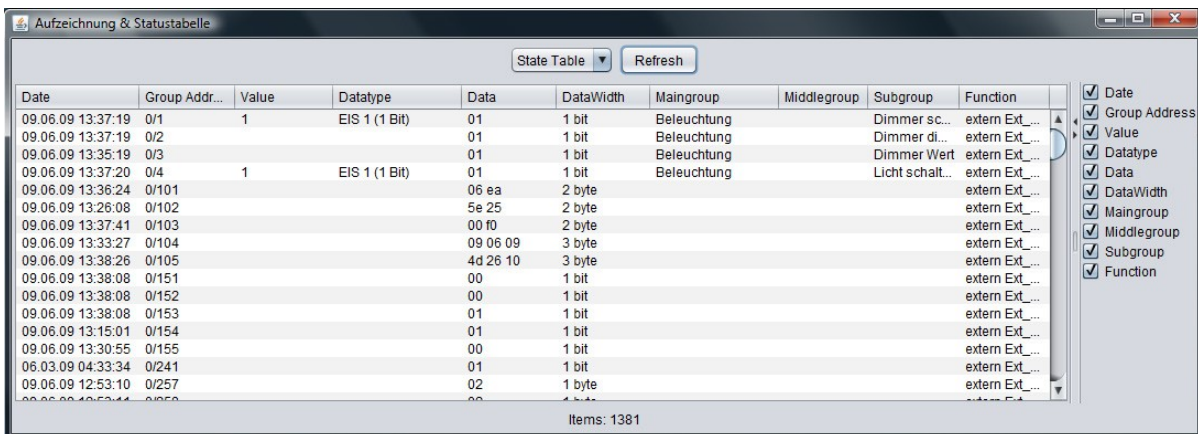 Aufzeichnung & Statustabelle
State Table Refresh
Date Group Addr... Value Datatype Data DataWidth Maingroup Middlegroup Subgroup Function
09.06.09 13:37:19 0/1 1 EIS 1 (1 Bit) 01 1 bit Beleuchtung Dimmer sc... extern Ext_...
09.06.09 13:37:19 0/2 01 1 bit Beleuchtung Dimmer di... extern Ext_...
09.06.09 13:35:19 0/3 01 1 bit Beleuchtung Dimmer Wert extern Ext_...
09.06.09 13:37:20 0/4 1 EIS 1 (1 Bit) 01 1 bit Beleuchtung Licht schalt... extern Ext_...
09.06.09 13:36:24 0/101 06 ea 2 byte extern Ext_...
09.06.09 13:26:08 0/102 5e 25 2 byte extern Ext_...
09.06.09 13:37:41 0/103 00 f0 2 byte extern Ext_...
09.06.09 13:33:27 0/104 09 06 09 3 byte extern Ext_...
09.06.09 13:38:26 0/105 4d 26 10 3 byte extern Ext_...
09.06.09 13:38:08 0/151 00 1 bit extern Ext_...
09.06.09 13:38:08 0/152 00 1 bit extern Ext_...
09.06.09 13:38:08 0/153 01 1 bit extern Ext_...
09.06.09 13:15:01 0/154 01 1 bit extern Ext_...
09.06.09 13:30:55 0/155 00 1 bit extern Ext_...
06.03.09 04:33:34 0/241 01 1 bit extern Ext_...
09.06.09 12:53:10 0/257 02 1 byte extern Ext_...
Items: 1381
Date
Group Address
Value
Datatype
Data
DataWidth
Maingroup
Middlegroup
Subgroup
Function